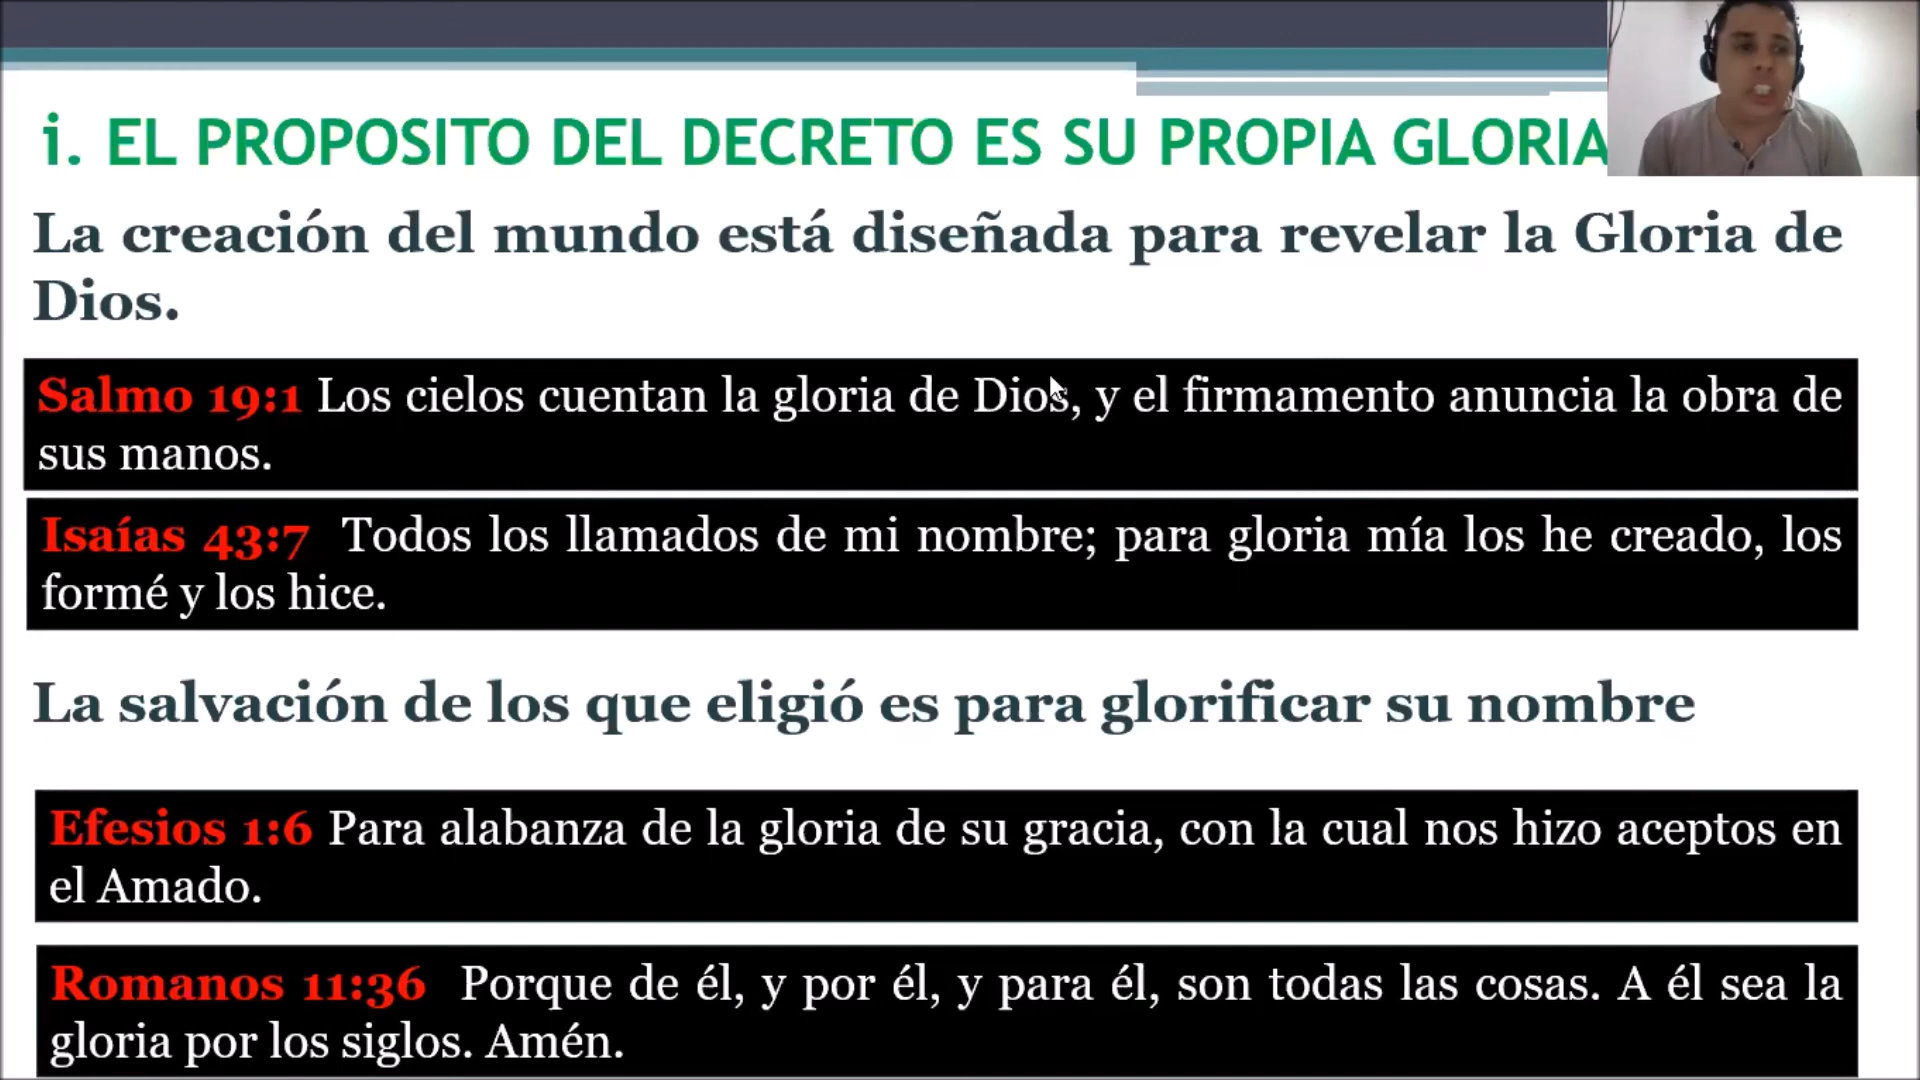 i. EL PROPOSITO DEL DECRETO ES SU PROPIA GLORIA
La creación del mundo está diseñada para revelar la Gloria de
Dios.
Salmo 19:1 Los cielos cuentan la gloria de Dios, y el firmamento anuncia la obra de
sus manos.
Isaías 43:7 Todos los llamados de mi nombre; para gloria mía los he creado, los
formé y los hice.
La salvación de los que eligió es para glorificar su nombre
Efesios 1:6 Para alabanza de la gloria de su gracia, con la cual nos hizo aceptos en
el Amado.
Romanos 11:36 Porque de él, y por él, y para él, son todas las cosas. A él sea la
gloria por los siglos. Amén.